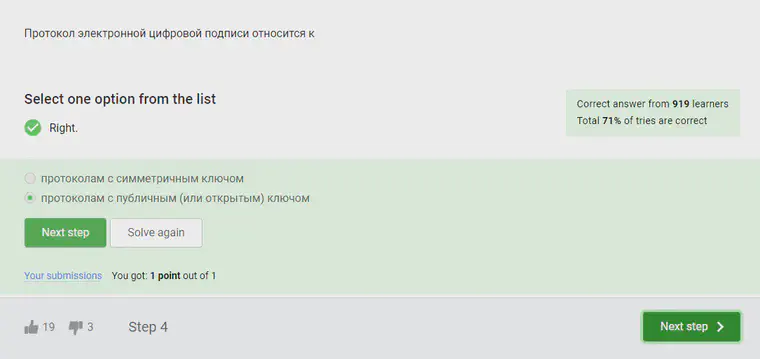 Протокол электронной цифровой подписи относится к
Select one option from the list
Correct answer from 919 learners
Total 71% of tries are correct
Right.
протоколам с симметричным ключом
протоколам с публичным (или открытым) ключом
Next step
Solve again
Your submissions
You got: 1 point out of 1
19
3
Step 4
Next step